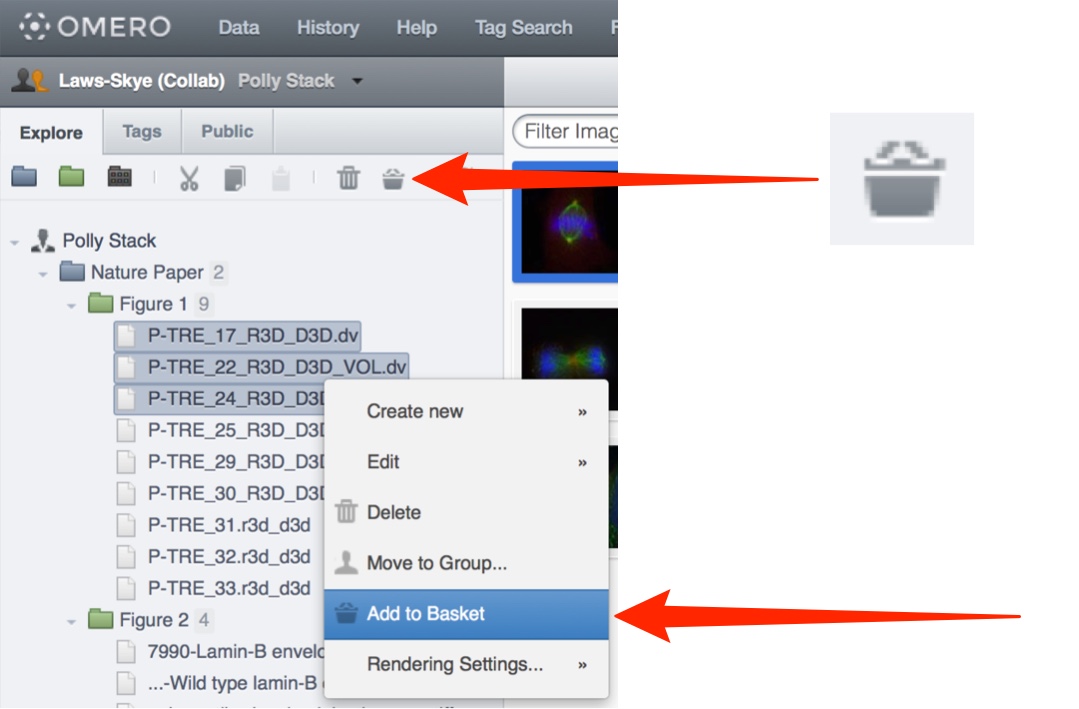 OMERO Data History Help Tag Search
Laws-Skye (Collab) Polly Stack
Explore Tags Public
Filter Imag
Polly Stack
Nature Paper 2
Figure 1 9
P-TRE_17_R3D_D3D.dv
P-TRE_22_R3D_D3D_VOL.dv
P-TRE_24_R3D_D3D
P-TRE_25_R3D_D3D
P-TRE_29_R3D_D3D
P-TRE_30_R3D_D3D
P-TRE_31.r3d_d3d
P-TRE_32.r3d_d3d
P-TRE_33.r3d_d3d
Figure 2 4
7990-Lamin-B envelo
...-Wild type lamin-B
Create new »
Edit »
Delete
Move to Group...
Add to Basket
Rendering Settings... »